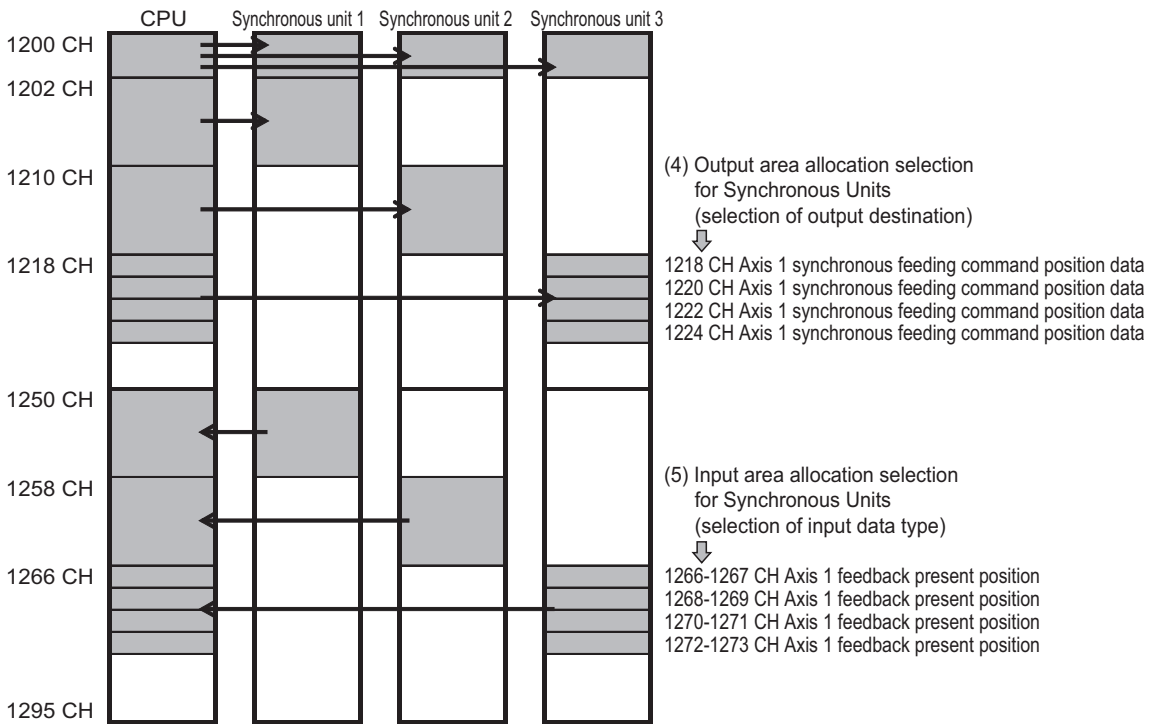 CPU Synchronous unit 1 Synchronous unit 2 Synchronous unit 3
1200 CH
1202 CH
1210 CH
1218 CH
1250 CH
1258 CH
1266 CH
1295 CH
(4) Output area allocation selection
for Synchronous Units
(selection of output destination)
1218 CH Axis 1 synchronous feeding command position data
1220 CH Axis 1 synchronous feeding command position data
1222 CH Axis 1 synchronous feeding command position data
1224 CH Axis 1 synchronous feeding command position data
(5) Input area allocation selection
for Synchronous Units
(selection of input data type)
1266-1267 CH Axis 1 feedback present position
1268-1269 CH Axis 1 feedback present position
1270-1271 CH Axis 1 feedback present position
1272-1273 CH Axis 1 feedback present position